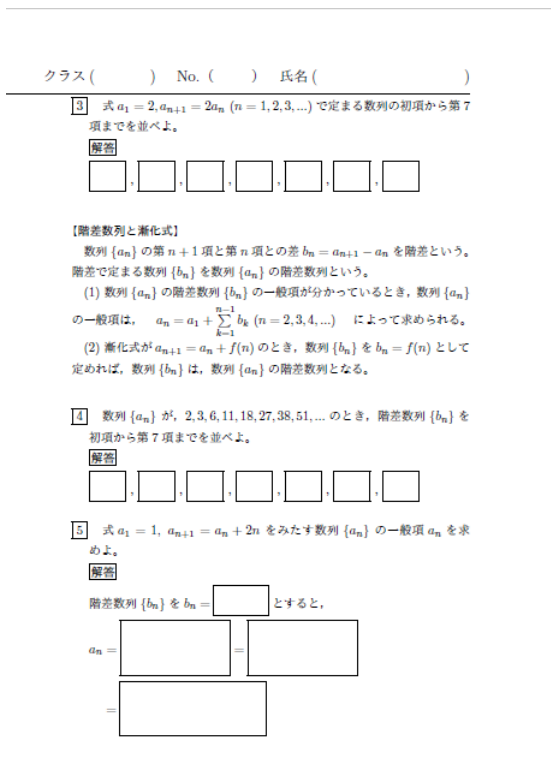 クラス (　　　) No. (　　) 氏名 (　　　　　　　)
3 式 a_1 = 2, a_{n+1} = 2a_n (n = 1, 2, 3, ...) で定まる数列の初項から第 7
項までを並べよ。
解答
, , , , , ,
【階差数列と漸化式】
数列 {a_n} の第 n + 1 項と第 n 項との差 b_n = a_{n+1} − a_n を階差という。
階差で定まる数列 {b_n} を数列 {a_n} の階差数列という。
(1) 数列 {a_n} の階差数列 {b_n} の一般項が分かっているとき，数列 {a_n}
の一般項は， a_n = a_1 + \sum_{k=1}^{n−1} b_k (n = 2, 3, 4, ...) によって求められる。
(2) 漸化式が a_{n+1} = a_n + f(n) のとき，数列 {b_n} を b_n = f(n) として
定めれば，数列 {b_n} は，数列 {a_n} の階差数列となる。
4 数列 {a_n} が，2, 3, 6, 11, 18, 27, 38, 51, ... のとき，階差数列 {b_n} を
初項から第 7 項までを並べよ。
解答
, , , , , ,
5 式 a_1 = 1, a_{n+1} = a_n + 2n をみたす数列 {a_n} の一般項 a_n を求
めよ。
解答
階差数列 {b_n} を b_n = とすると，
a_n = =
=